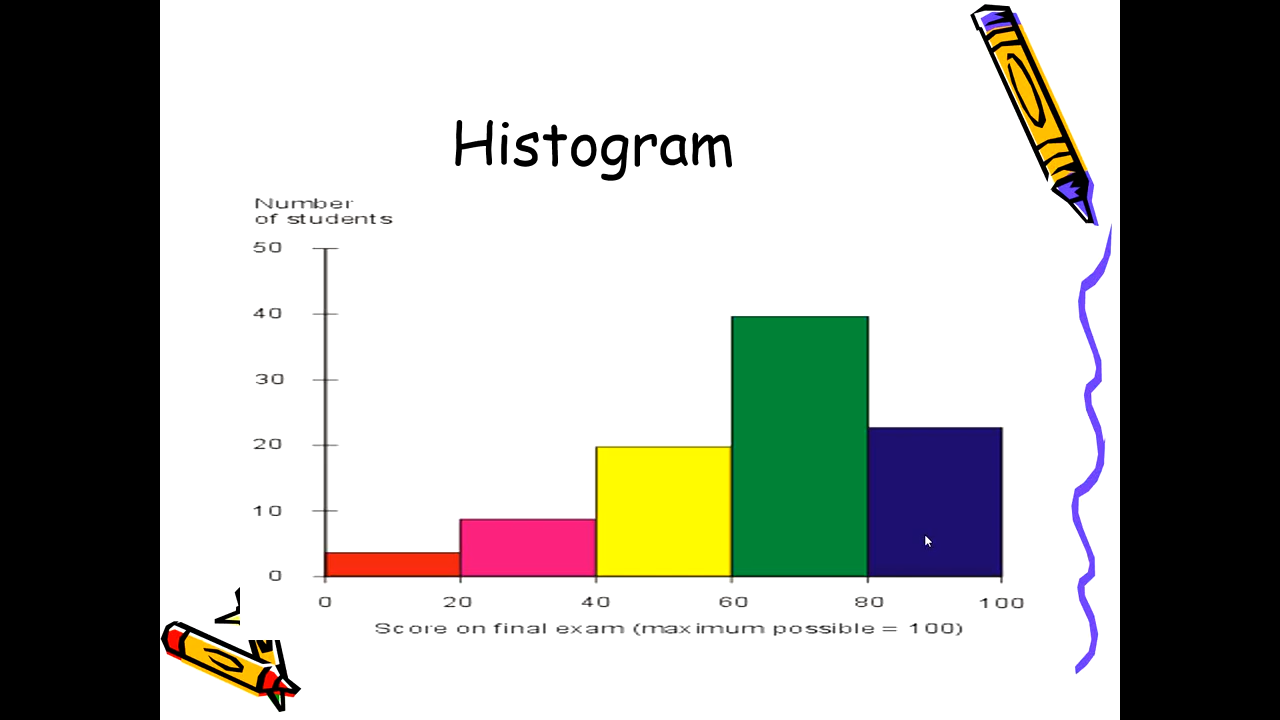 Histogram
Number
of students
50
40
30
20
10
0
0 20 40 60 80 100
Score on final exam (maximum possible = 100)